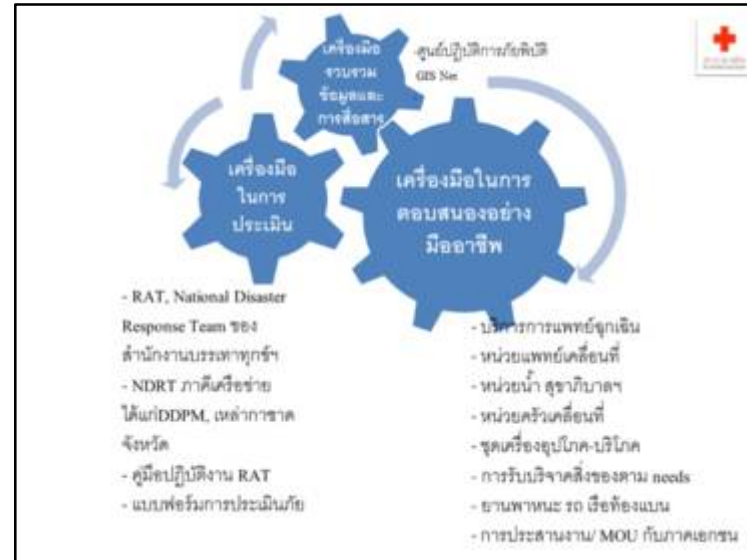 เครื่องมือ
รวบรวม
ข้อมูลและ
การสื่อสาร
-ศูนย์ปฏิบัติการภัยพิบัติ
GIS Net
เครื่องมือ
ในการ
ประเมิน
เครื่องมือในการ
ตอบสนองอย่าง
มืออาชีพ
- RAT, National Disaster
Response Team ของ
สำนักงานบรรเทาทุกข์ฯ
- NDRT ภาคีเครือข่าย
ได้แก่DDPM, เหล่ากาชาด
จังหวัด
- คู่มือปฏิบัติงาน RAT
- แบบฟอร์มการประเมินภัย
- บริการการแพทย์ฉุกเฉิน
- หน่วยแพทย์เคลื่อนที่
- หน่วยน้ำ สุขาภิบาลฯ
- หน่วยครัวเคลื่อนที่
- ชุดเครื่องอุปโภค-บริโภค
- การรับบริจาคสิ่งของตาม needs
- ยานพาหนะ รถ เรือท้องแบน
- การประสานงาน/ MOU กับภาคเอกชน